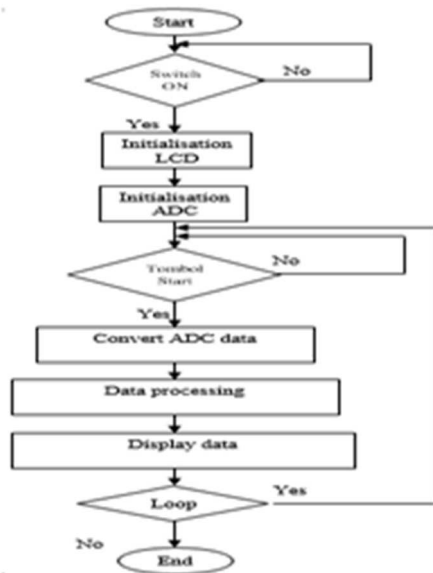 Start
Switch
ON
No
Yes
Initialisation
LCD
Initialisation
ADC
Tombol
Start
No
Yes
Convert ADC data
Data processing
Display data
Loop
Yes
No
End